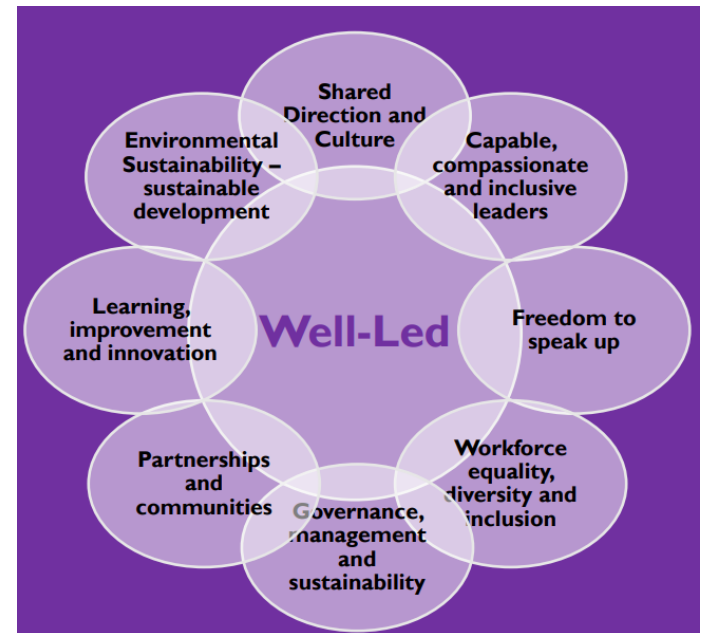 Shared
Direction and
Culture
Capable,
compassionate
and inclusive
leaders
Freedom to
speak up
Workforce
equality,
diversity and
inclusion
Governance,
management
and
sustainability
Partnerships
and
communities
Learning,
improvement
and innovation
Environmental
Sustainability –
sustainable
development
Well-Led